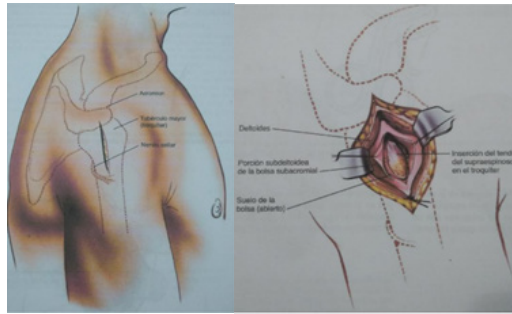 Acromion
Tubérculo mayor
(troquíter)
Nervio axilar
Deltoides
Porción subdeltoidea
de la bolsa subacromial
Suelo de la
bolsa (abierto)
Inserción del tendón
del supraespinoso
en el troquíter